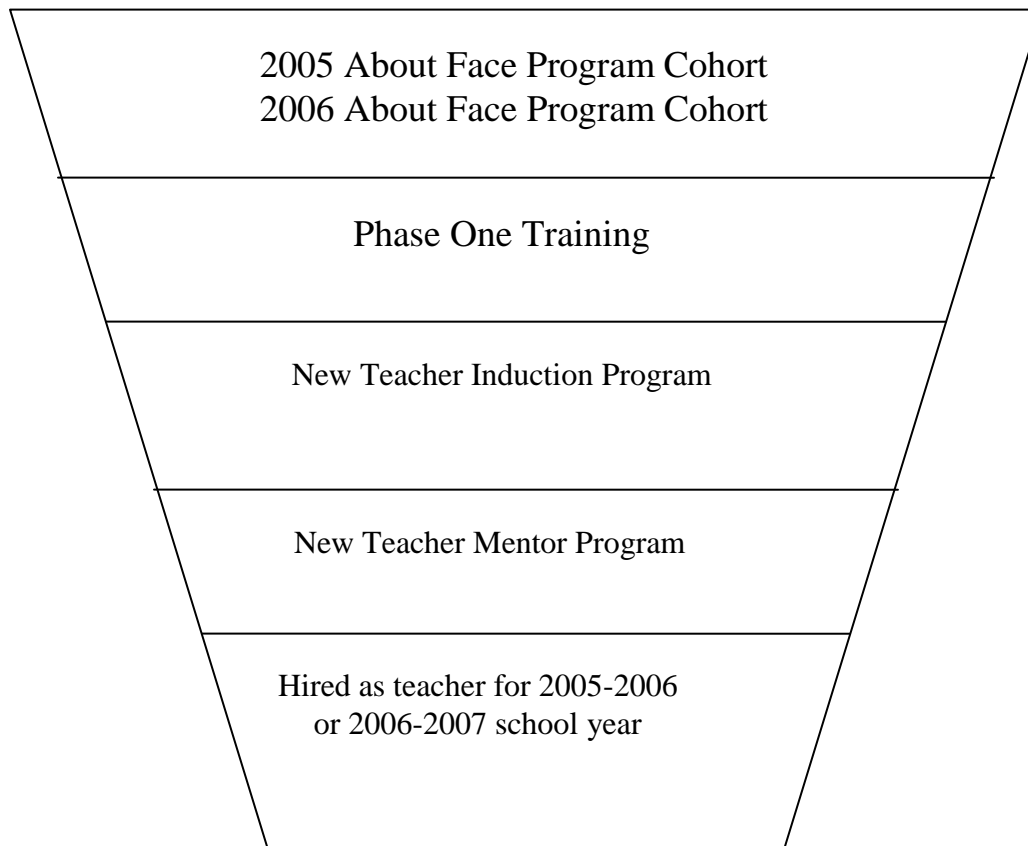 2005 About Face Program Cohort
2006 About Face Program Cohort
Phase One Training
New Teacher Induction Program
New Teacher Mentor Program
Hired as teacher for 2005-2006
or 2006-2007 school year